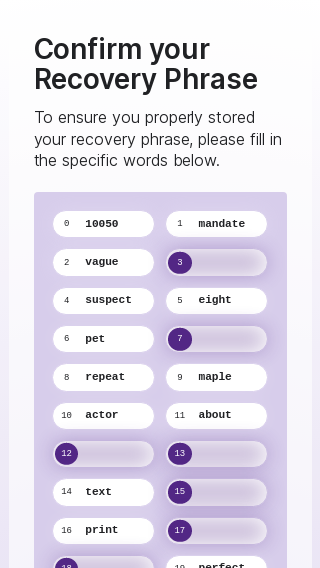 Confirm your
Recovery Phrase
To ensure you properly stored
your recovery phrase, please fill in
the specific words below.
0 10050 1 mandate
2 vague 3
4 suspect 5 eight
6 pet 7
8 repeat 9 maple
10 actor 11 about
12 13
14 text 15
16 print 17
18 19 perfect